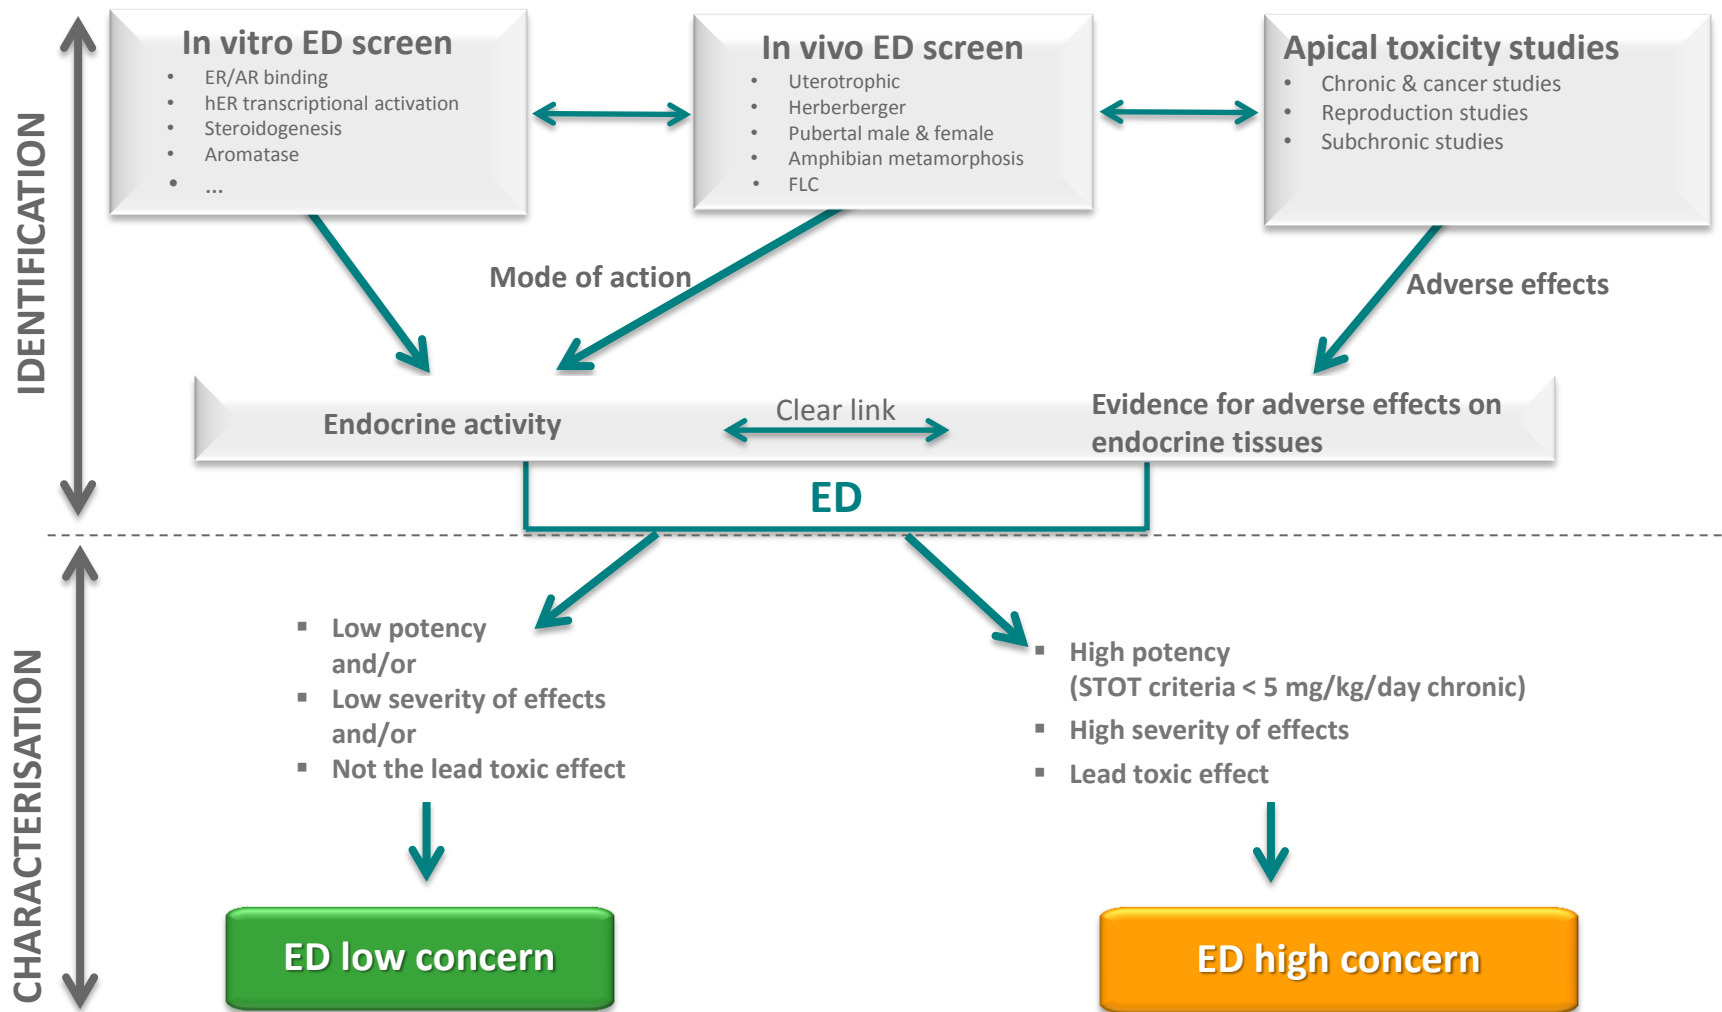 IDENTIFICATION
In vitro ED screen
• ER/AR binding
• hER transcriptional activation
• Steroidogenesis
• Aromatase
• ...
In vivo ED screen
• Uterotrophic
• Herberberger
• Pubertal male & female
• Amphibian metamorphosis
• FLC
Apical toxicity studies
• Chronic & cancer studies
• Reproduction studies
• Subchronic studies
Mode of action
Adverse effects
Endocrine activity
Clear link
Evidence for adverse effects on
endocrine tissues
ED
CHARACTERISATION
▪ Low potency
and/or
▪ Low severity of effects
and/or
▪ Not the lead toxic effect
▪ High potency
(STOT criteria < 5 mg/kg/day chronic)
▪ High severity of effects
▪ Lead toxic effect
ED low concern
ED high concern